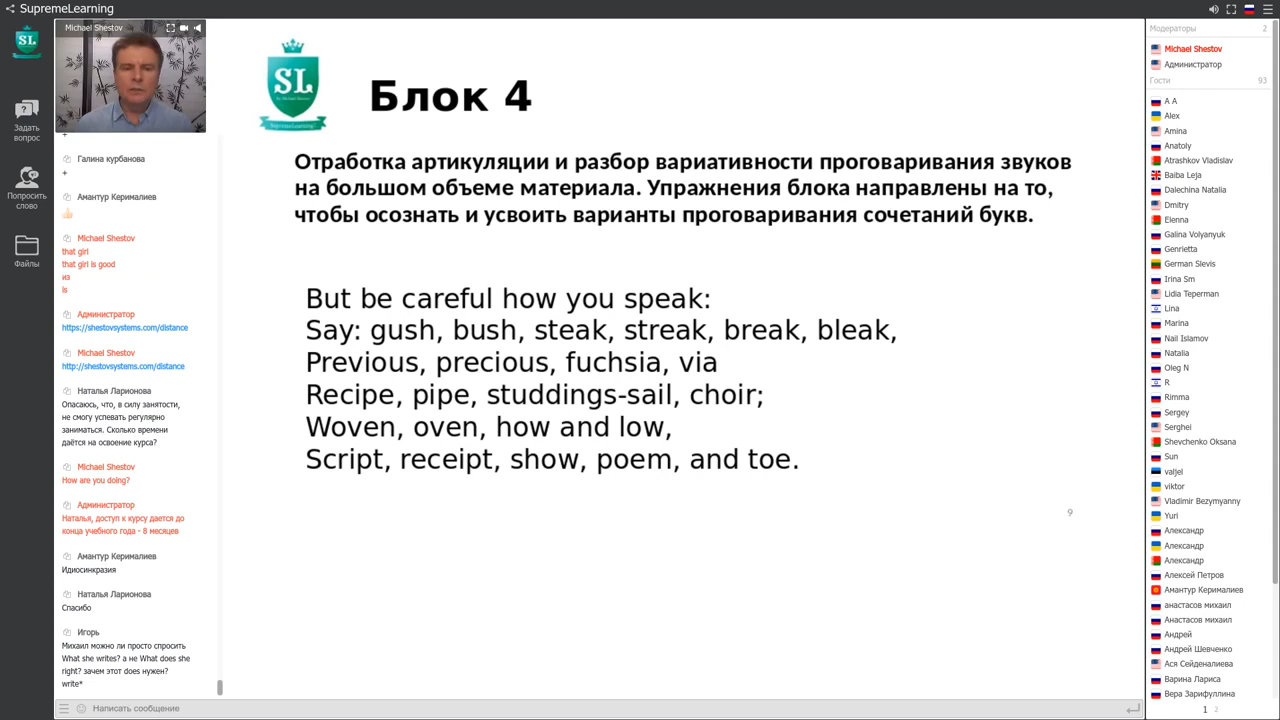 Sharing...
Michael Shestov
Задать
вопрос
Попросить
слово
Файлы
+
Галина курбанова
+
Амантур Керималиев
Michael Shestov
that girl
that girl is good
из
is
Администратор
https://shestovsystems.com/distance
Michael Shestov
http://shestovsystems.com/distance
Наталья Ларионова
Опасаюсь, что, в силу занятости,
не смогу успевать регулярно
заниматься. Сколько времени
даётся на освоение курса?
Michael Shestov
How are you doing?
Администратор
Наталья, доступ к курсу дается до
конца учебного года - 8 месяцев
Амантур Керималиев
Идиосинкразия
Наталья Ларионова
Спасибо
Игорь
Михаил можно ли просто спросить
What she writes? а не What does she
right? зачем этот does нужен?
write*
Написать сообщение
SL
Блок 4
Отработка артикуляции и разбор вариативности проговаривания звуков
на большом объеме материала. Упражнения блока направлены на то,
чтобы осознать и усвоить варианты проговаривания сочетаний букв.
But be careful how you speak:
Say: gush, bush, steak, streak, break, bleak,
Previous, precious, fuchsia, via
Recipe, pipe, studdings-sail, choir;
Woven, oven, how and low,
Script, receipt, show, poem, and toe.
9
Модераторы 2
Michael Shestov
Администратор
Гости 93
A A
Alex
Amina
Anatoly
Atrashkov Vladislav
Baiba Leja
Dalechina Natalia
Dmitry
Elenna
Galina Volyanyuk
Genrietta
German Slevis
Irina Sm
Lidia Teperman
Lina
Marina
Nail Islamov
Natalia
Oleg N
R
Rimma
Sergey
Serghei
Shevchenko Oksana
Sun
valjel
viktor
Vladimir Bezymyanny
Yuri
Александр
Александр
Александр
Алексей Петров
Амантур Керималиев
анастасов михаил
Анастасов михаил
Андрей
Андрей Шевченко
Ася Сейденалиева
Варина Лариса
Вера Зарифуллина
1 2